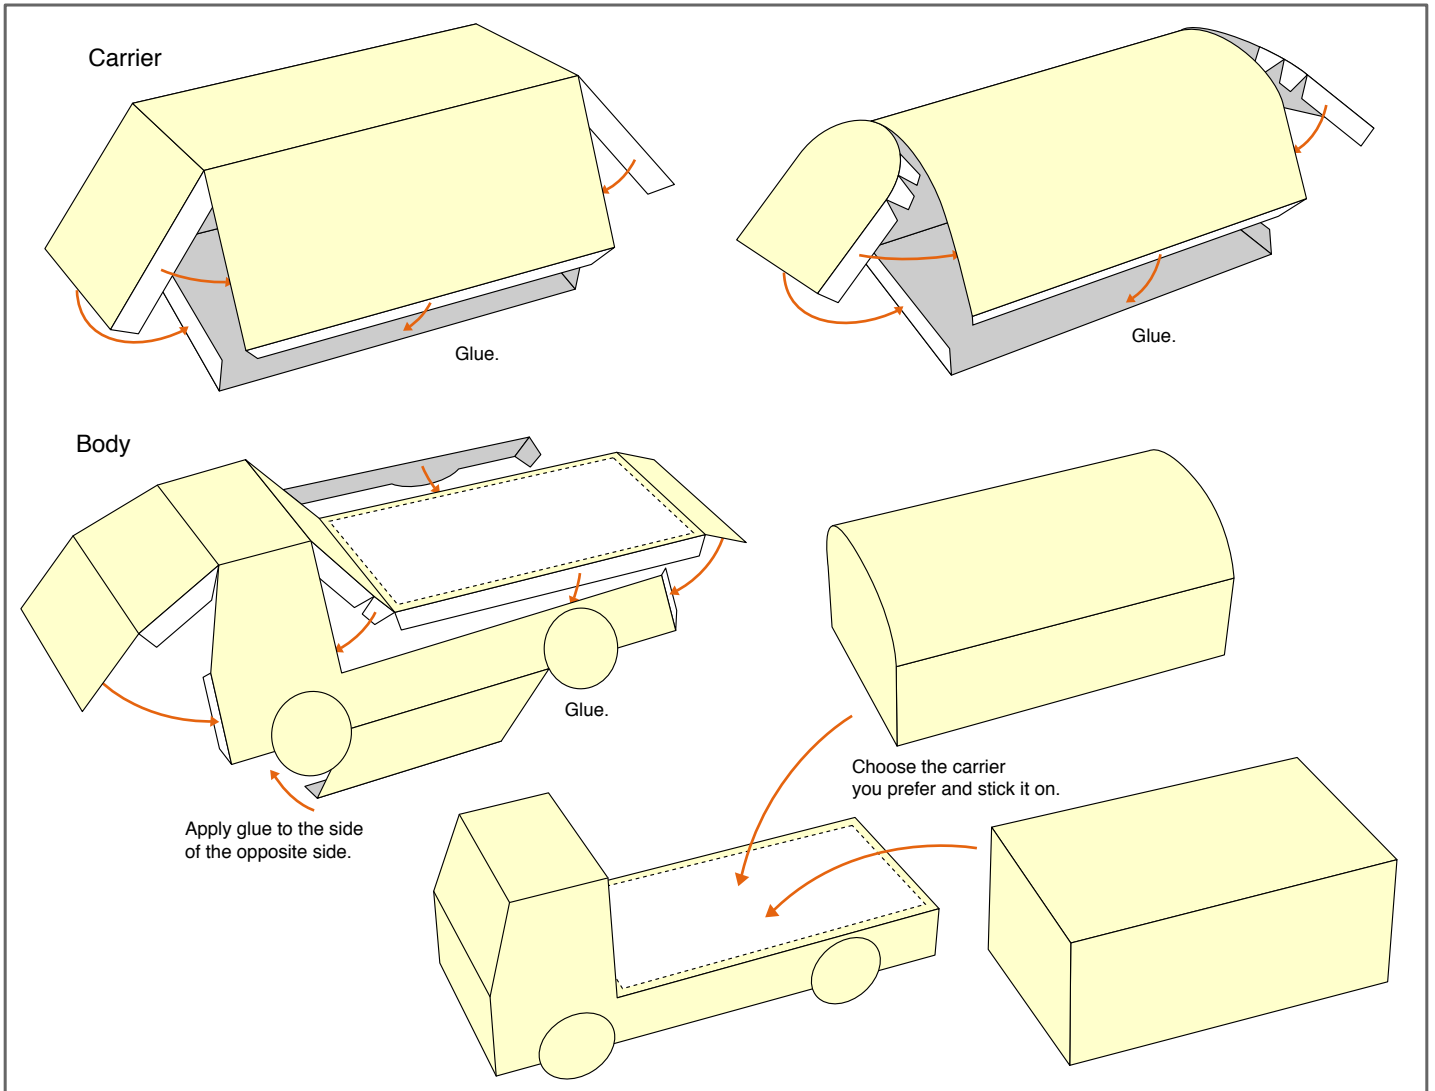 Carrier
Glue.
Glue.
Body
Glue.
Choose the carrier
you prefer and stick it on.
Apply glue to the side
of the opposite side.